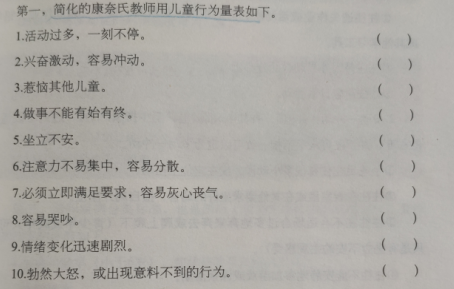 第一，简化的康奈氏教师用儿童行为量表如下。
1.活动过多，一刻不停。 ( )
2.兴奋激动，容易冲动。 ( )
3.惹恼其他儿童。 ( )
4.做事不能有始有终。 ( )
5.坐立不安。 ( )
6.注意力不易集中，容易分散。 ( )
7.必须立即满足要求，容易灰心丧气。 ( )
8.容易哭吵。 ( )
9.情绪变化迅速剧烈。 ( )
10.勃然大怒，或出现意料不到的行为。 ( )